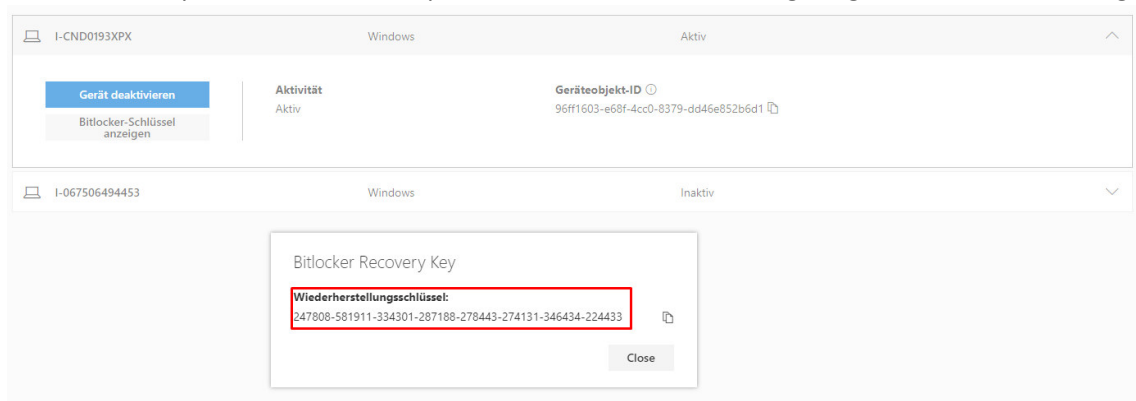 I-CND0193XPX Windows Aktiv
Gerät deaktivieren
Bitlocker-Schlüssel
anzeigen
Aktivität
Aktiv
Geräteobjekt-ID
96ff1603-e68f-4cc0-8379-dd46e852b6d1
I-067506494453 Windows Inaktiv
Bitlocker Recovery Key
Wiederherstellungsschlüssel:
247808-581911-334301-287188-278443-274131-346434-224433
Close